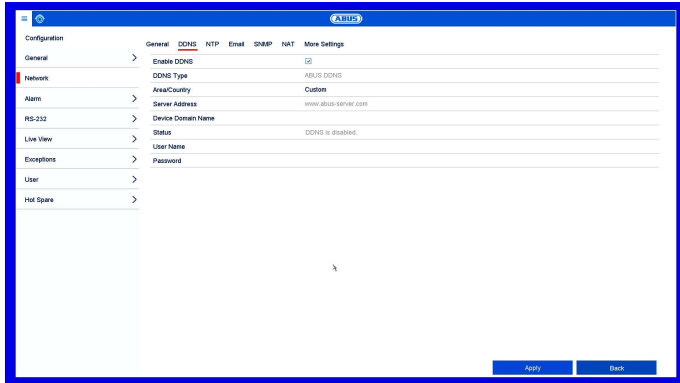 ABUS
Configuration
General DDNS NTP Email SNMP NAT More Settings
General
Network
Alarm
RS-232
Live View
Exceptions
User
Hot Spare
Enable DDNS
DDNS Type ABUS DDNS
Area/Country Custom
Server Address www.abus-server.com
Device Domain Name
Status DDNS is disabled.
User Name
Password
Apply Back